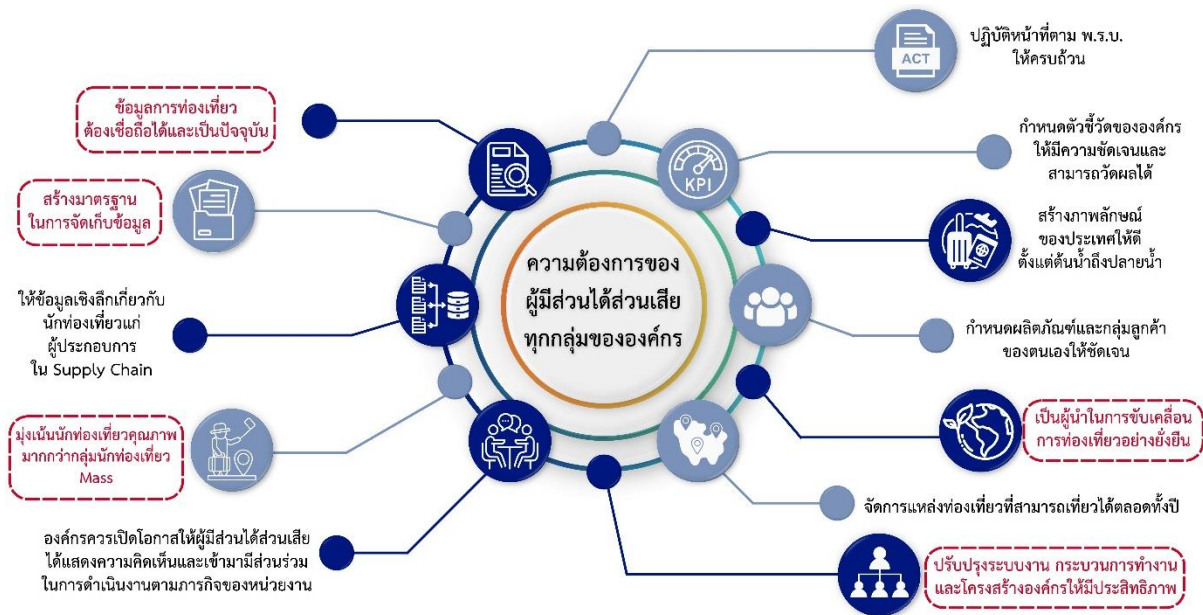 ความต้องการของ
ผู้มีส่วนได้ส่วนเสีย
ทุกกลุ่มขององค์กร
ACT
ปฏิบัติหน้าที่ตาม พ.ร.บ.
ให้ครบถ้วน
KPI
กำหนดตัวชี้วัดขององค์กร
ให้มีความชัดเจนและ
สามารถวัดผลได้
สร้างภาพลักษณ์
ของประเทศให้ดี
ตั้งแต่ต้นน้ำถึงปลายน้ำ
กำหนดผลิตภัณฑ์และกลุ่มลูกค้า
ของตนเองให้ชัดเจน
เป็นผู้นำในการขับเคลื่อน
การท่องเที่ยวอย่างยั่งยืน
จัดการแหล่งท่องเที่ยวที่สามารถเที่ยวได้ตลอดทั้งปี
ปรับปรุงระบบงาน กระบวนการทำงาน
และโครงสร้างองค์กรให้มีประสิทธิภาพ
องค์กรควรเปิดโอกาสให้ผู้มีส่วนได้ส่วนเสีย
ได้แสดงความคิดเห็นและเข้ามามีส่วนร่วม
ในการดำเนินงานตามภารกิจของหน่วยงาน
มุ่งเน้นนักท่องเที่ยวคุณภาพ
มากกว่ากลุ่มนักท่องเที่ยว
Mass
ให้ข้อมูลเชิงลึกเกี่ยวกับ
นักท่องเที่ยวแก่
ผู้ประกอบการ
ใน Supply Chain
สร้างมาตรฐาน
ในการจัดเก็บข้อมูล
ข้อมูลการท่องเที่ยว
ต้องเชื่อถือได้และเป็นปัจจุบัน